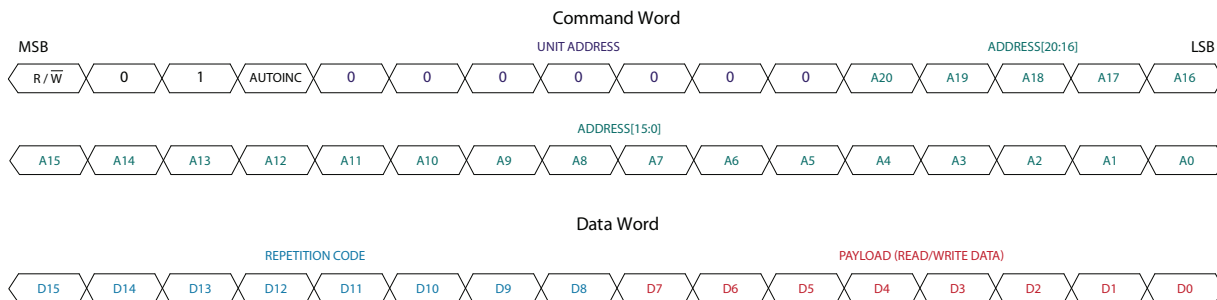 Command Word
MSB UNIT ADDRESS ADDRESS[20:16] LSB
R / W̅ 0 1 AUTOINC 0 0 0 0 0 0 0 A20 A19 A18 A17 A16
ADDRESS[15:0]
A15 A14 A13 A12 A11 A10 A9 A8 A7 A6 A5 A4 A3 A2 A1 A0
Data Word
REPETITION CODE PAYLOAD (READ/WRITE DATA)
D15 D14 D13 D12 D11 D10 D9 D8 D7 D6 D5 D4 D3 D2 D1 D0